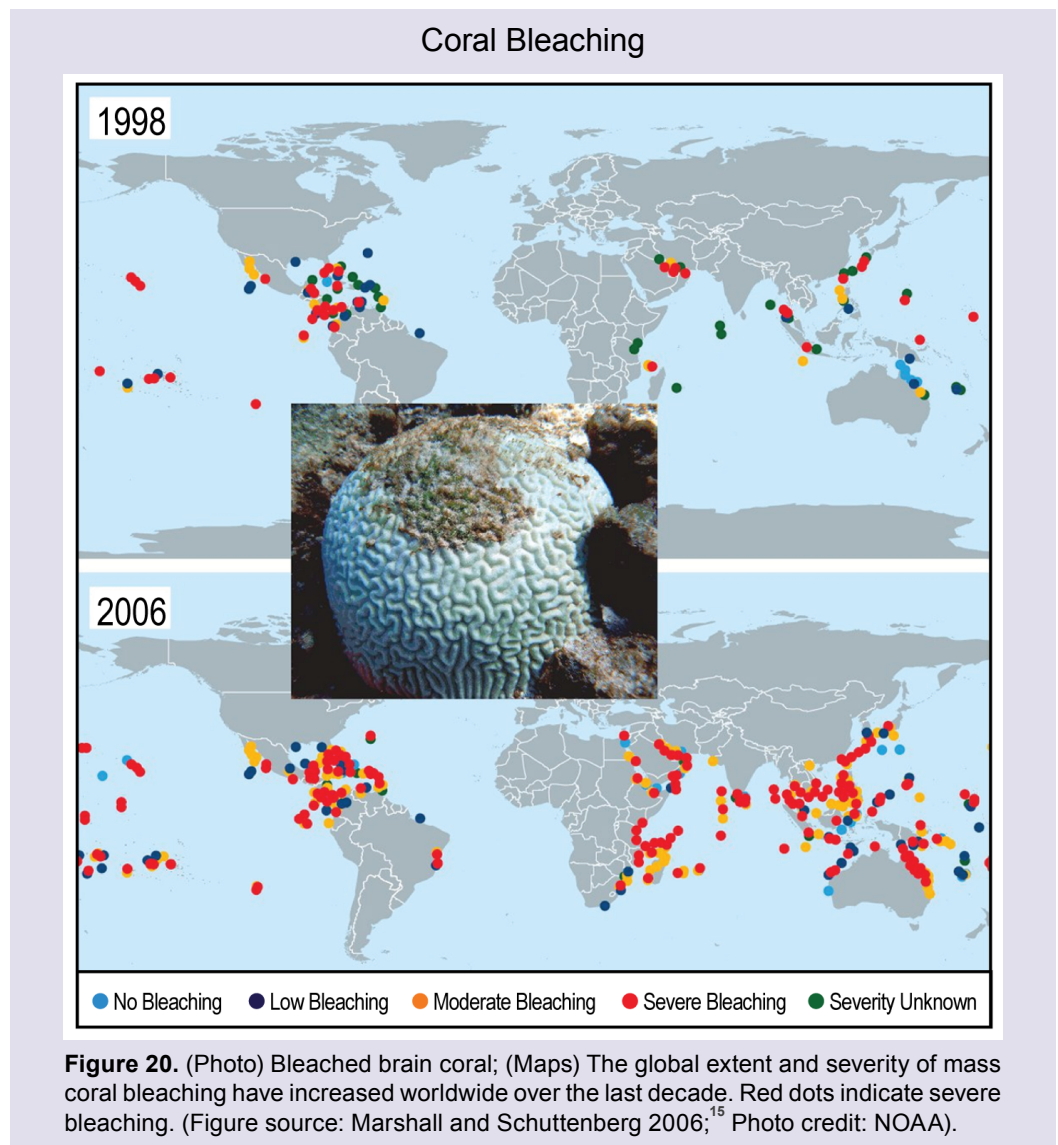 Coral Bleaching
1998
2006
No Bleaching
Low Bleaching
Moderate Bleaching
Severe Bleaching
Severity Unknown
Figure 20. (Photo) Bleached brain coral; (Maps) The global extent and severity of mass
coral bleaching have increased worldwide over the last decade. Red dots indicate severe
bleaching. (Figure source: Marshall and Schuttenberg 2006;15 Photo credit: NOAA).